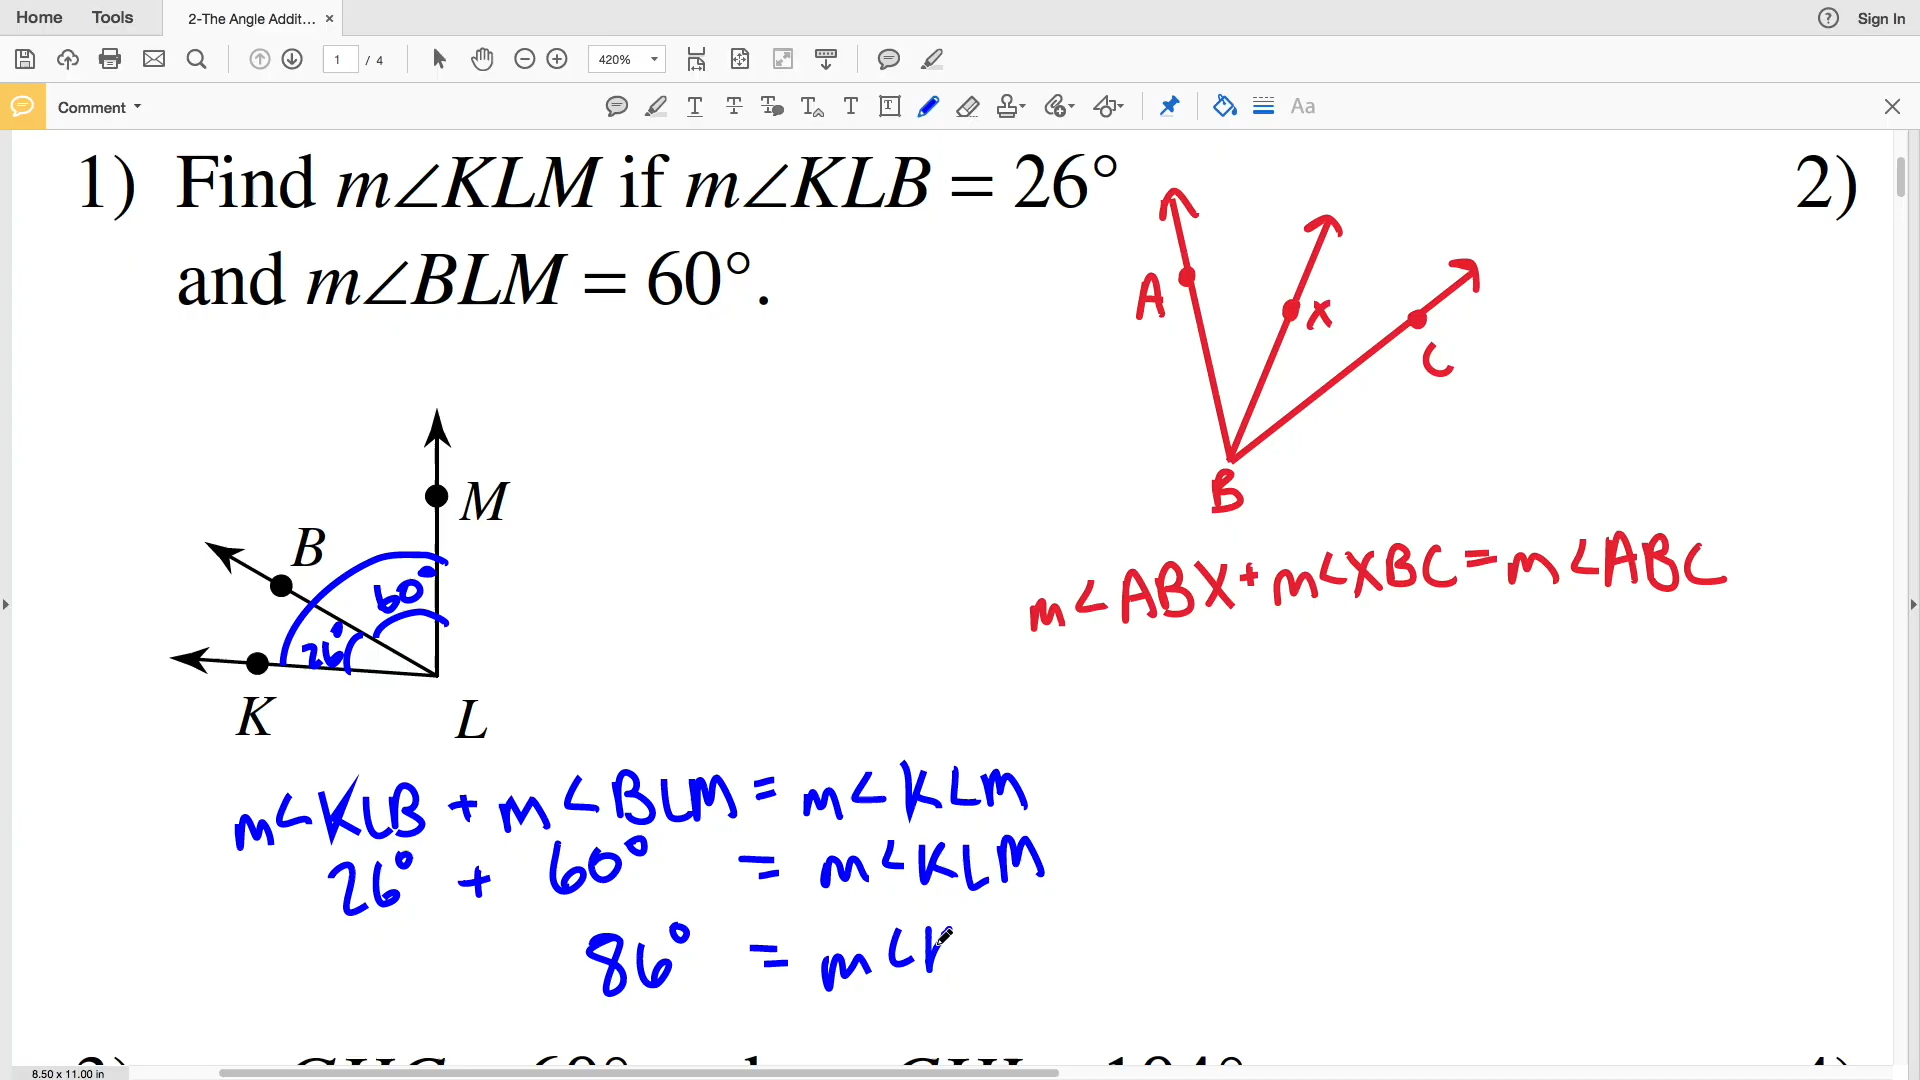 Home Tools 2-The Angle Addit... × Sign In
1 / 4 420%
Comment Aa
1) Find m∠KLM if m∠KLB = 26°
and m∠BLM = 60°.
2)
A
X
C
B
m∠ABX + m∠XBC = m∠ABC
M
B
60°
26°
K
L
m∠KLB + m∠BLM = m∠KLM
26° + 60° = m∠KLM
86° = m∠
8.50 x 11.00 in